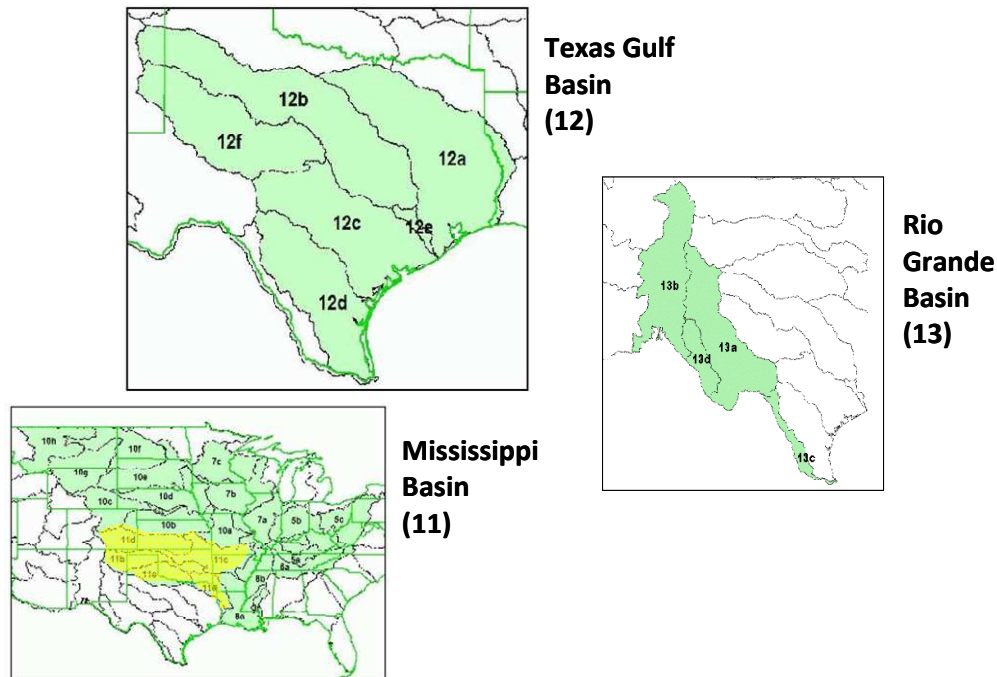 Texas Gulf
Basin
(12)
12b
12f
12a
12c
12e
12d
Rio
Grande
Basin
(13)
13b
13a
13d
13c
Mississippi
Basin
(11)
10h
10f
7c
10g
10e
10c
10d
7b
10b
10a
7a
5b
5c
11d
11b
11c
6a
8b
8a